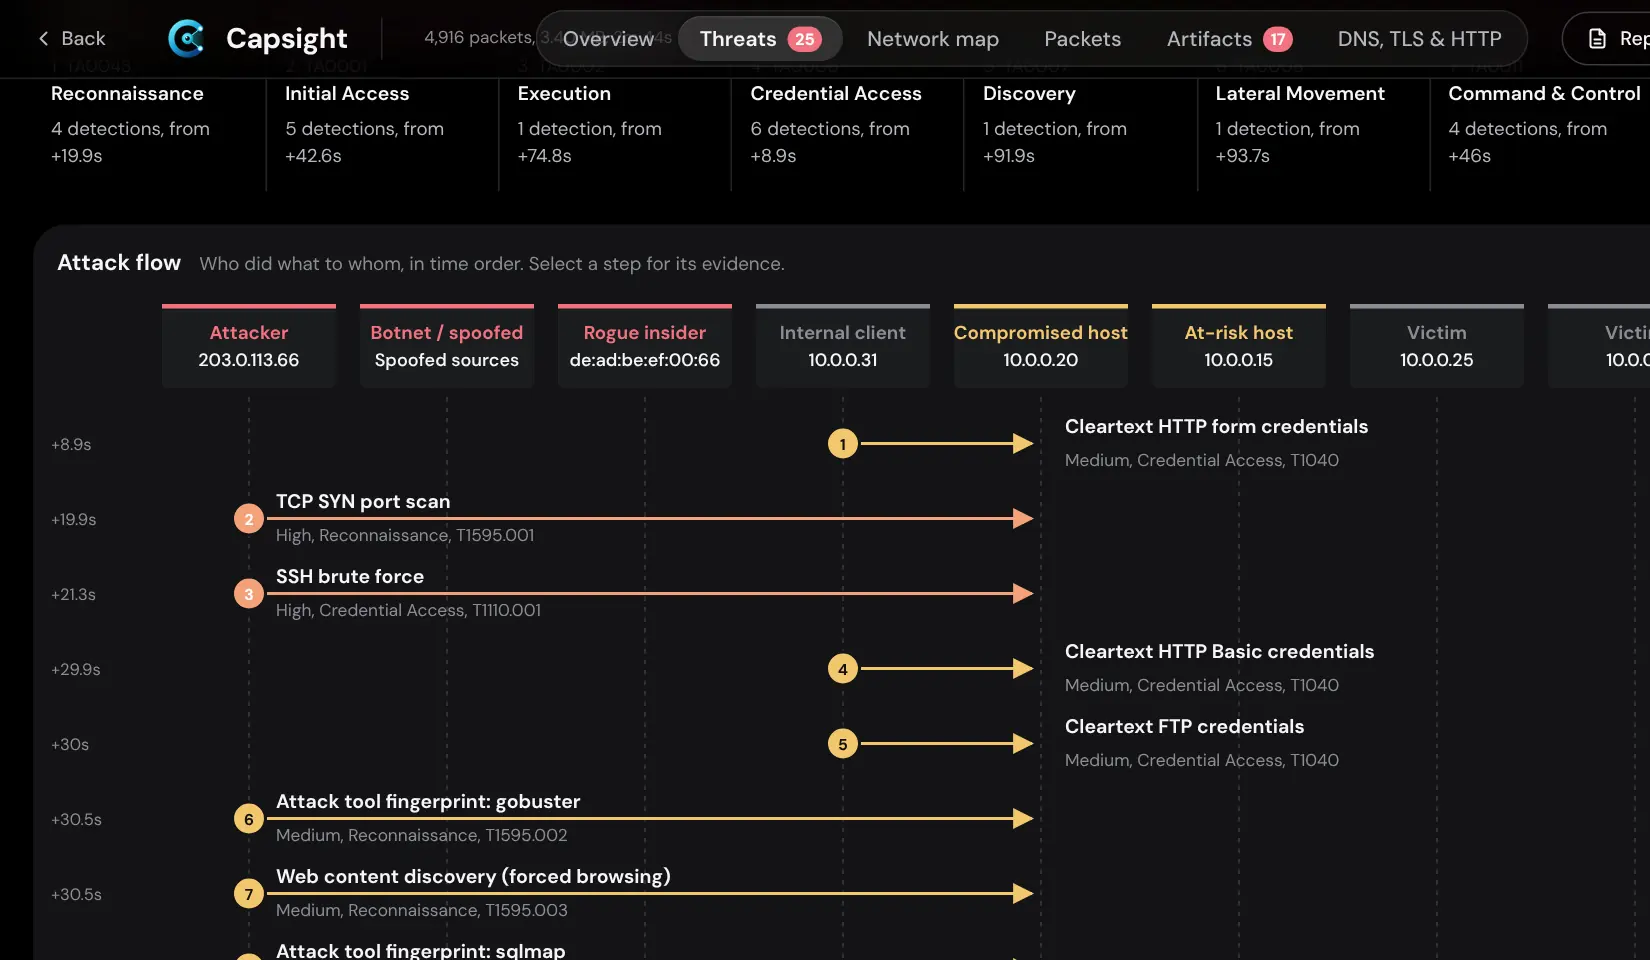 Back
Capsight
4,916 packets,
Overview
Threats 25
Network map
Packets
Artifacts 17
DNS, TLS & HTTP
Rep
Reconnaissance
4 detections, from
+19.9s
Initial Access
5 detections, from
+42.6s
Execution
1 detection, from
+74.8s
Credential Access
6 detections, from
+8.9s
Discovery
1 detection, from
+91.9s
Lateral Movement
1 detection, from
+93.7s
Command & Control
4 detections, from
+46s
Attack flow Who did what to whom, in time order. Select a step for its evidence.
Attacker
203.0.113.66
Botnet / spoofed
Spoofed sources
Rogue insider
de:ad:be:ef:00:66
Internal client
10.0.0.31
Compromised host
10.0.0.20
At-risk host
10.0.0.15
Victim
10.0.0.25
Victi
10.0.0
+8.9s
1
Cleartext HTTP form credentials
Medium, Credential Access, T1040
+19.9s
2
TCP SYN port scan
High, Reconnaissance, T1595.001
+21.3s
3
SSH brute force
High, Credential Access, T1110.001
+29.9s
4
Cleartext HTTP Basic credentials
Medium, Credential Access, T1040
+30s
5
Cleartext FTP credentials
Medium, Credential Access, T1040
+30.5s
6
Attack tool fingerprint: gobuster
Medium, Reconnaissance, T1595.002
+30.5s
7
Web content discovery (forced browsing)
Medium, Reconnaissance, T1595.003
Attack tool fingerprint: sqlmap